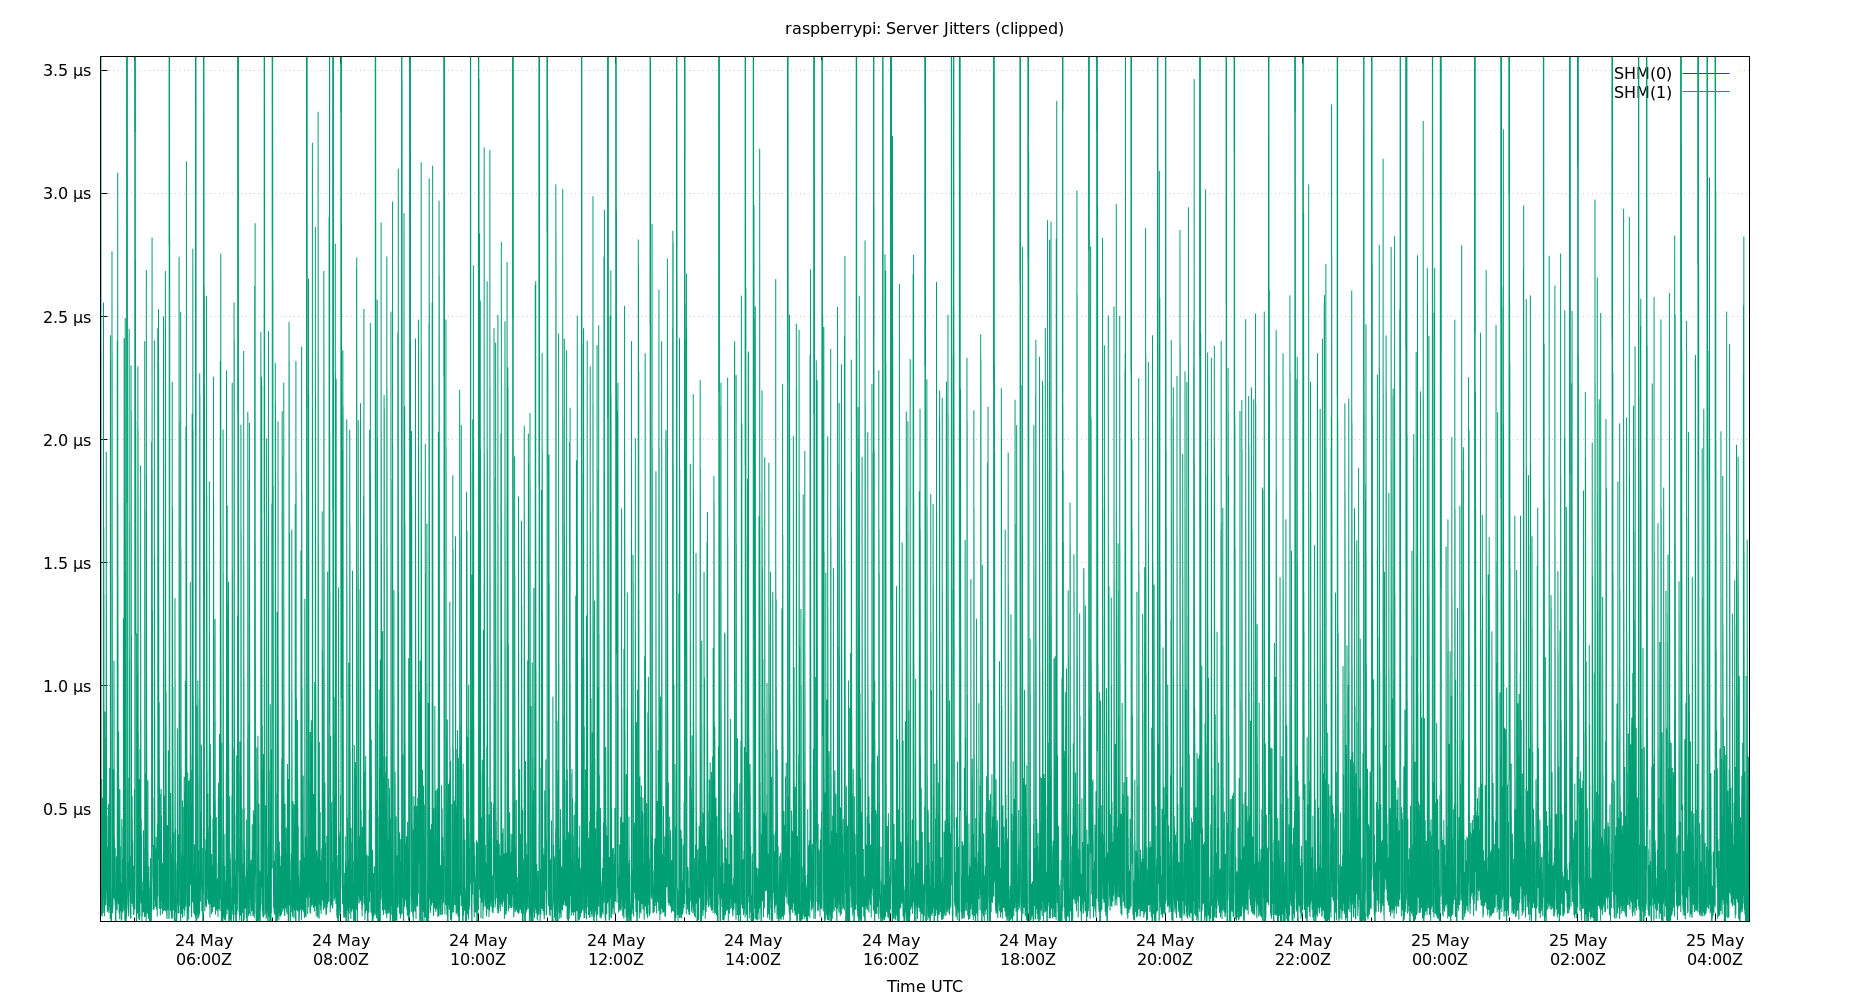 raspberrypi: Server Jitters (clipped)
SHM(0)
SHM(1)
3.5 µs
3.0 µs
2.5 µs
2.0 µs
1.5 µs
1.0 µs
0.5 µs
24 May 24 May 24 May 24 May 24 May 24 May 24 May 24 May 24 May 25 May 25 May 25 May
06:00Z 08:00Z 10:00Z 12:00Z 14:00Z 16:00Z 18:00Z 20:00Z 22:00Z 00:00Z 02:00Z 04:00Z
Time UTC